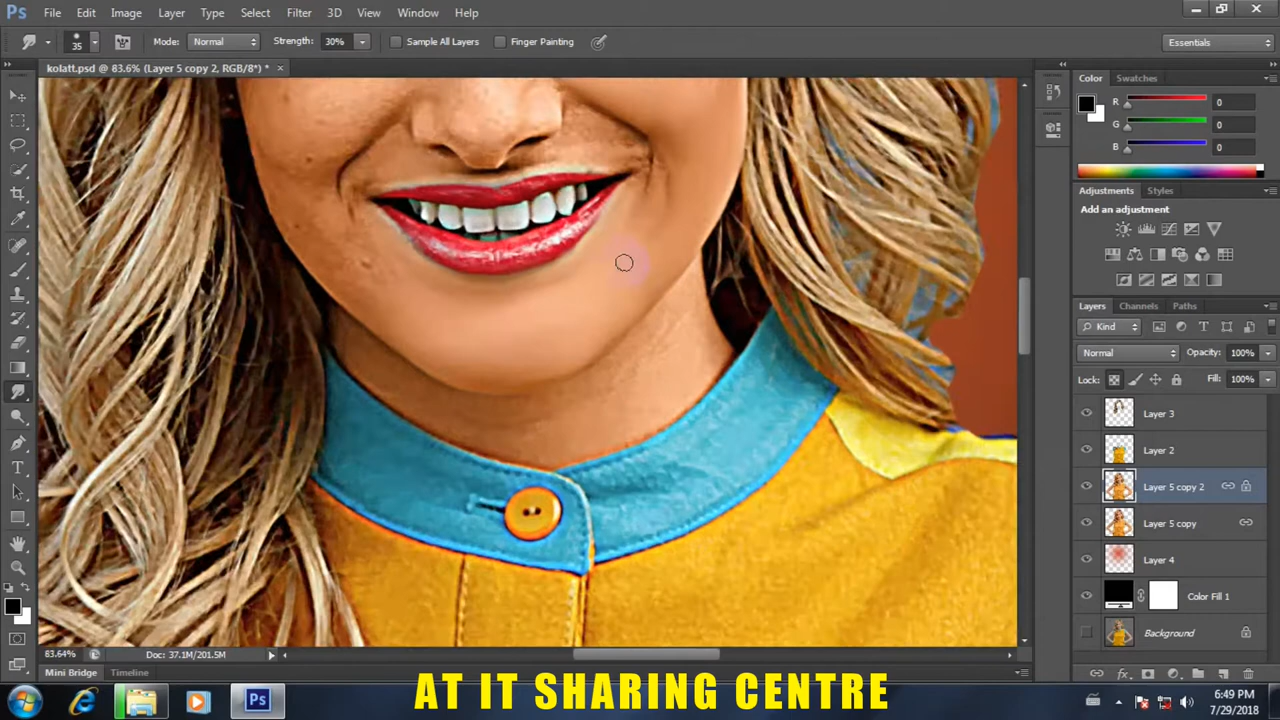 Ps File Edit Image Layer Type Select Filter 3D View Window Help
35 Mode: Normal Strength: 30% Sample All Layers Finger Painting Essentials
kolatt.psd @ 83.6% (Layer 5 copy 2, RGB/8*) * ×
Color Swatches
R 0
G 0
B 0
Adjustments Styles
Add an adjustment
Layers Channels Paths
Kind
Normal Opacity: 100%
Lock: Fill: 100%
Layer 3
Layer 2
Layer 5 copy 2
Layer 5 copy
Layer 4
Color Fill 1
Background
83.64% Doc: 37.1M/201.5M
Mini Bridge Timeline
AT IT SHARING CENTRE
Ps
6:49 PM
7/29/2018